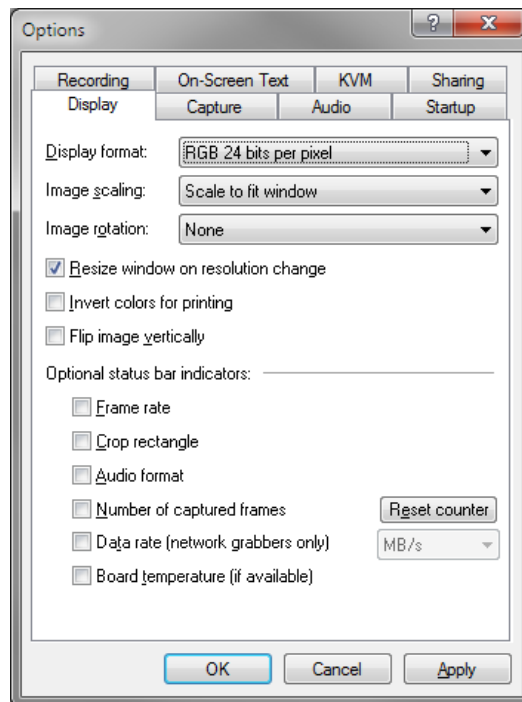 Options
?
Recording On-Screen Text KVM Sharing
Display Capture Audio Startup
Display format: RGB 24 bits per pixel
Image scaling: Scale to fit window
Image rotation: None
Resize window on resolution change
Invert colors for printing
Flip image vertically
Optional status bar indicators:
Frame rate
Crop rectangle
Audio format
Number of captured frames Reset counter
Data rate (network grabbers only) MB/s
Board temperature (if available)
OK Cancel Apply